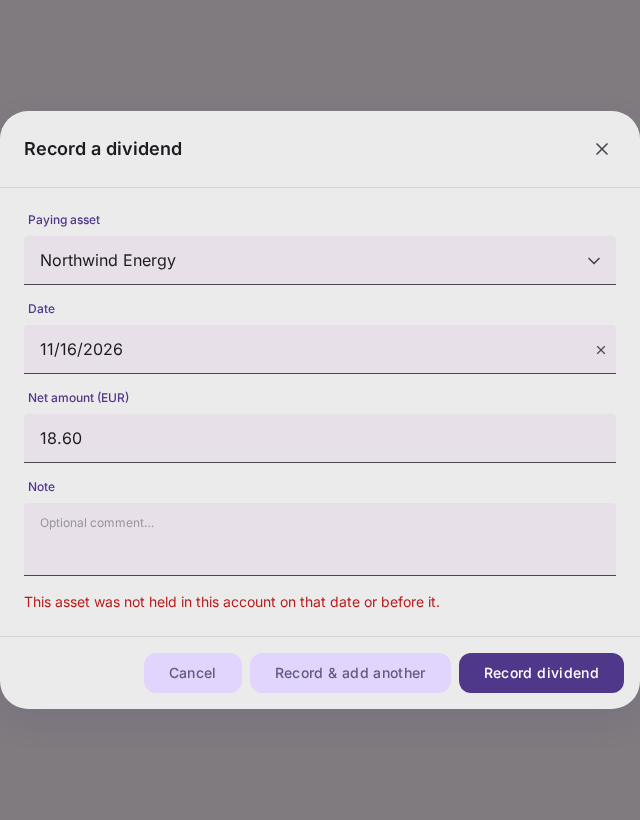 Record a dividend
Paying asset
Northwind Energy
Date
11/16/2026
Net amount (EUR)
18.60
Note
Optional comment...
This asset was not held in this account on that date or before it.
Cancel
Record & add another
Record dividend